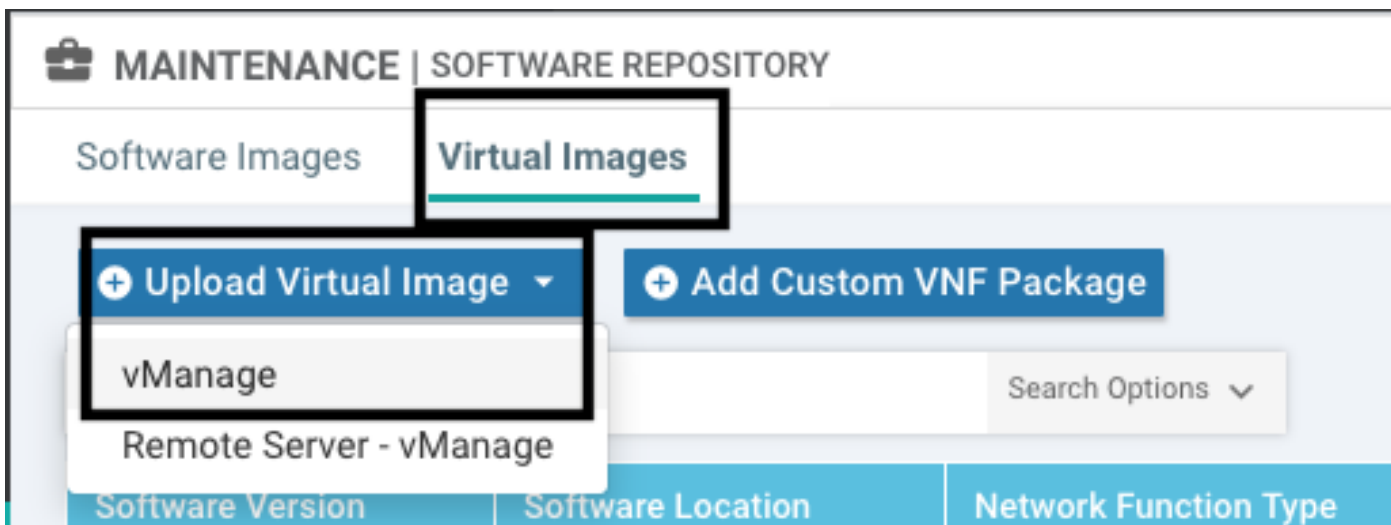 MAINTENANCE | SOFTWARE REPOSITORY
Software Images Virtual Images
Upload Virtual Image Add Custom VNF Package
vManage
Search Options
Remote Server - vManage
Software Version Software Location Network Function Type